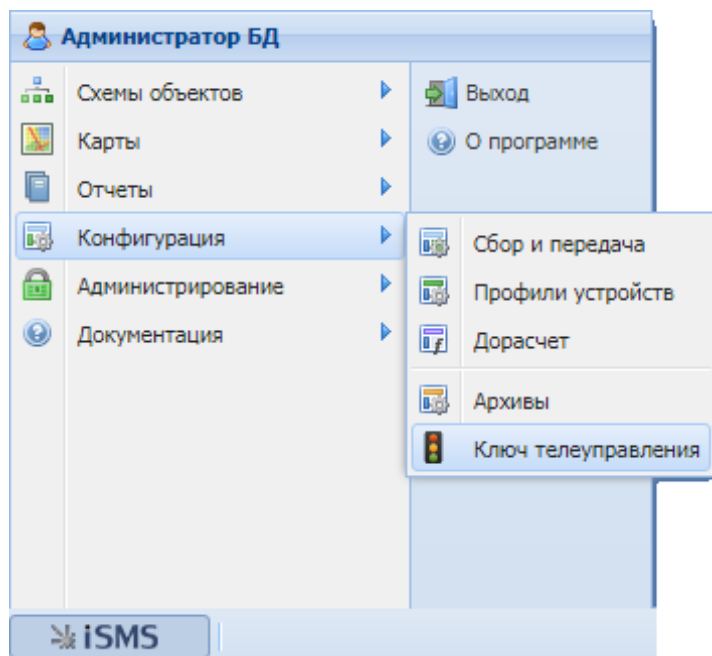 Администратор БД
Схемы объектов
Карты
Отчеты
Конфигурация
Администрирование
Документация
Выход
О программе
Сбор и передача
Профили устройств
Дорасчет
Архивы
Ключ телеуправления
iSMS